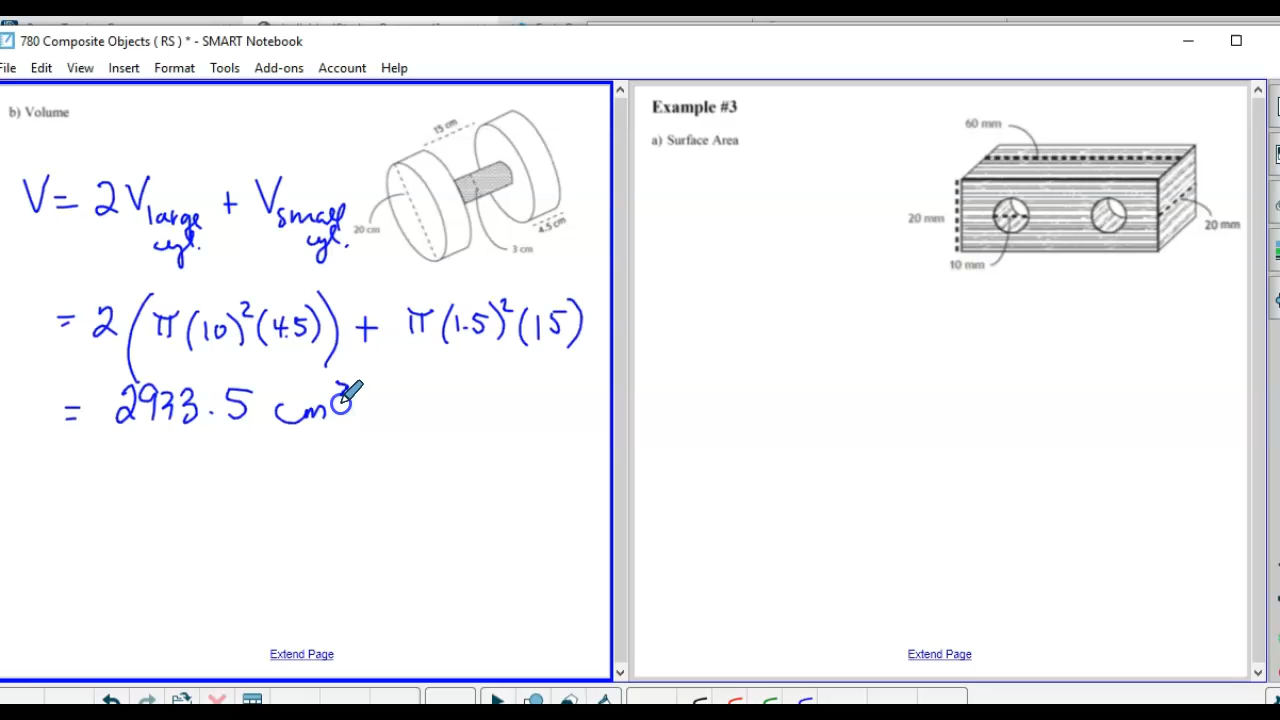 780 Composite Objects ( RS ) * - SMART Notebook
File Edit View Insert Format Tools Add-ons Account Help
b) Volume
15 cm
20 cm
4.5 cm
3 cm
V = 2 V large cyl. + V small cyl.
= 2 (π(10)²(4.5)) + π(1.5)²(15)
= 2933.5 cm³
Extend Page
Example #3
a) Surface Area
60 mm
20 mm
20 mm
10 mm
Extend Page